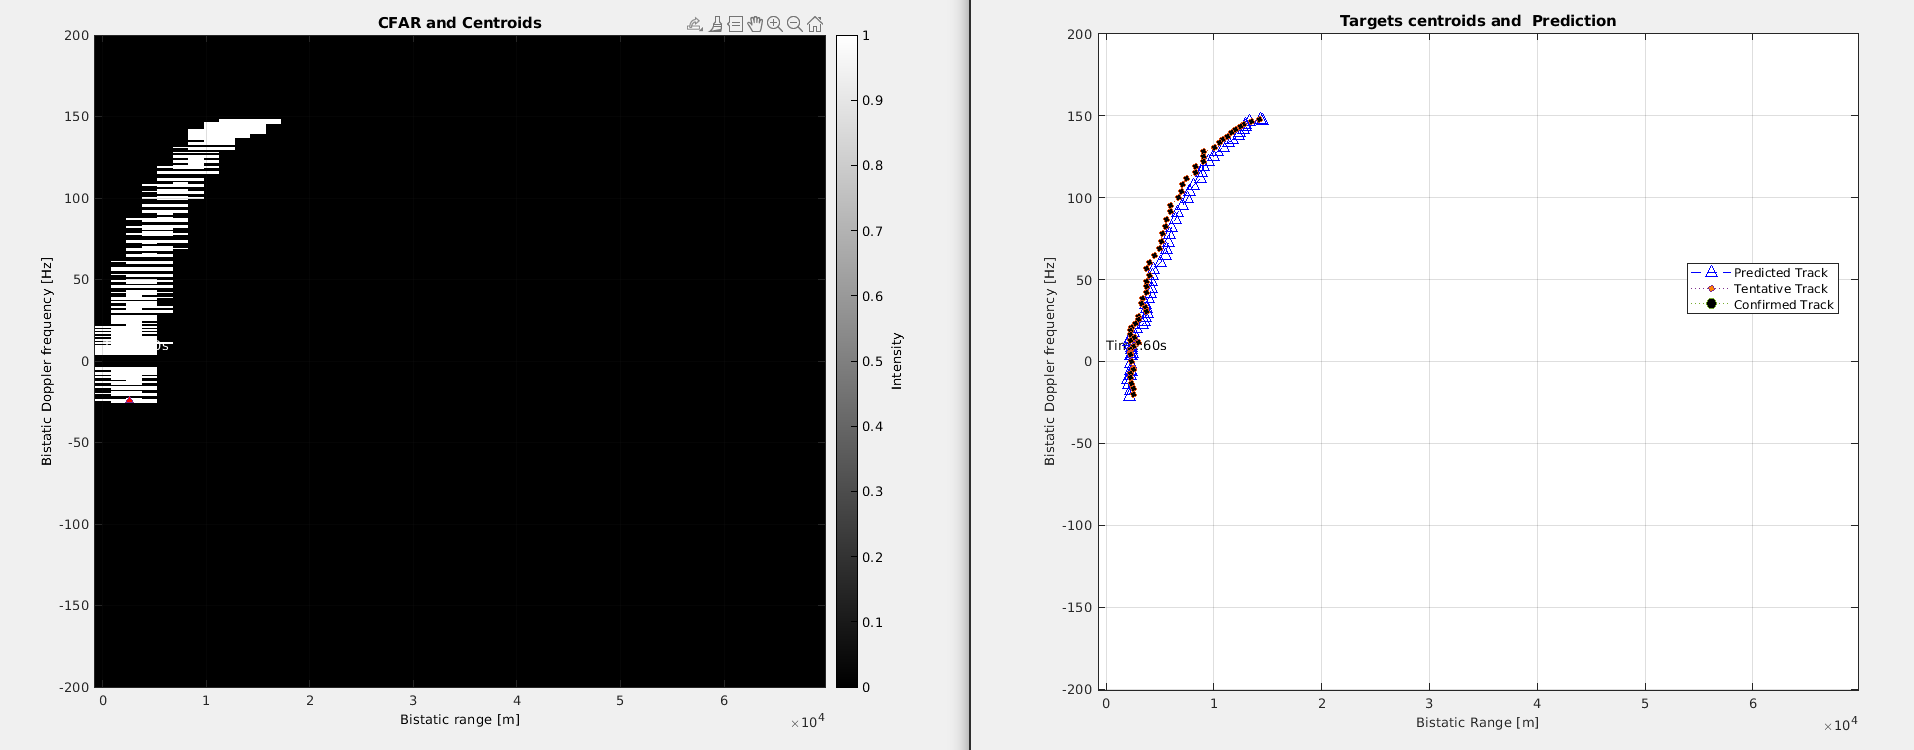 CFAR and Centroids
200
150
100
50
0
-50
-100
-150
-200
0 1 2 3 4 5 6
×10⁴
Bistatic range [m]
Bistatic Doppler frequency [Hz]
1
0.9
0.8
0.7
0.6
0.5
0.4
0.3
0.2
0.1
0
Intensity
Targets centroids and Prediction
200
150
100
50
0
-50
-100
-150
-200
0 1 2 3 4 5 6
×10⁴
Bistatic Range [m]
Bistatic Doppler frequency [Hz]
Predicted Track
Tentative Track
Confirmed Track
60s